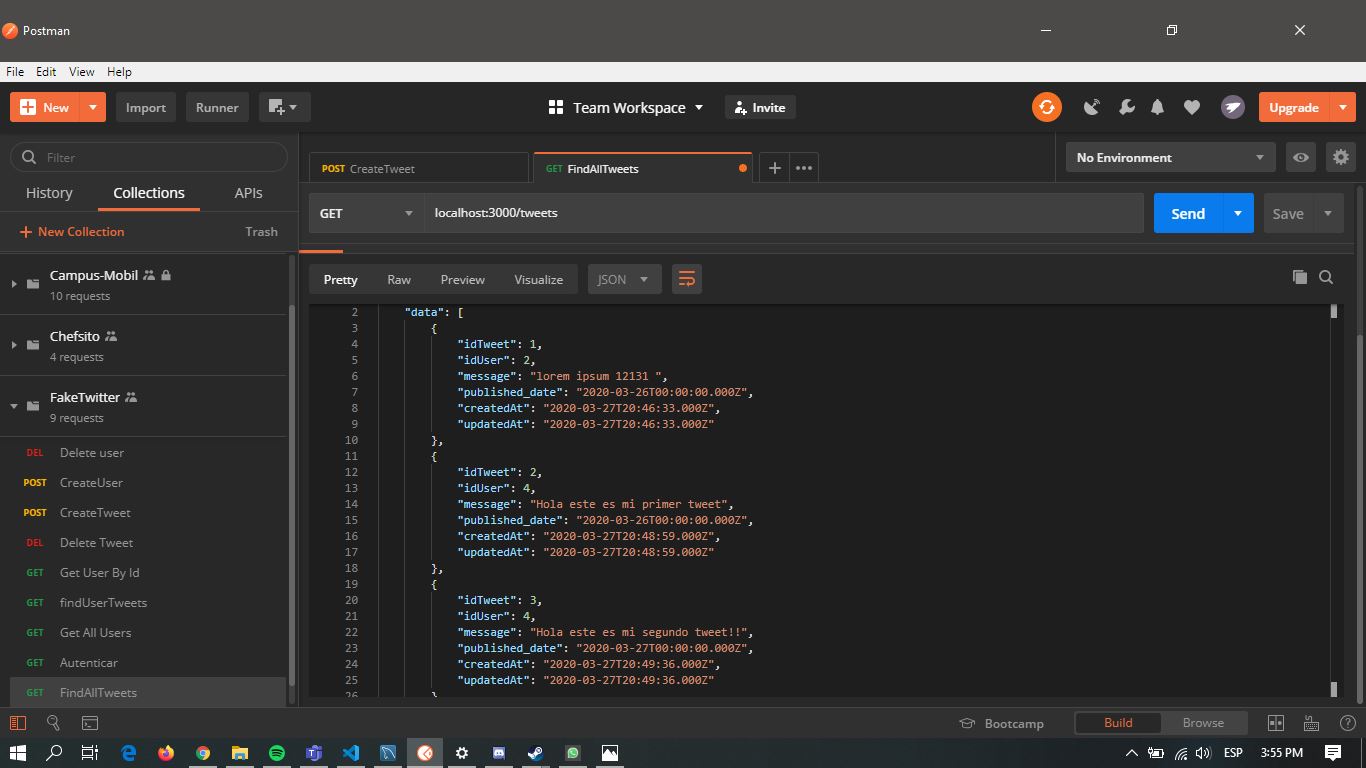 Postman
File Edit View Help
New Import Runner Team Workspace Invite Upgrade
Filter
History Collections APIs
New Collection Trash
Campus-Mobil
10 requests
Chefsito
4 requests
FakeTwitter
9 requests
DEL Delete user
POST CreateUser
POST CreateTweet
DEL Delete Tweet
GET Get User By Id
GET findUserTweets
GET Get All Users
GET Autenticar
GET FindAllTweets
POST CreateTweet GET FindAllTweets No Environment
GET localhost:3000/tweets Send Save
Pretty Raw Preview Visualize JSON
2 "data": [
3 {
4 "idTweet": 1,
5 "idUser": 2,
6 "message": "lorem ipsum 12131 ",
7 "published_date": "2020-03-26T00:00:00.000Z",
8 "createdAt": "2020-03-27T20:46:33.000Z",
9 "updatedAt": "2020-03-27T20:46:33.000Z"
10 },
11 {
12 "idTweet": 2,
13 "idUser": 4,
14 "message": "Hola este es mi primer tweet",
15 "published_date": "2020-03-26T00:00:00.000Z",
16 "createdAt": "2020-03-27T20:48:59.000Z",
17 "updatedAt": "2020-03-27T20:48:59.000Z"
18 },
19 {
20 "idTweet": 3,
21 "idUser": 4,
22 "message": "Hola este es mi segundo tweet!!",
23 "published_date": "2020-03-27T00:00:00.000Z",
24 "createdAt": "2020-03-27T20:49:36.000Z",
25 "updatedAt": "2020-03-27T20:49:36.000Z"
26 }
Bootcamp Build Browse
ESP 3:55 PM